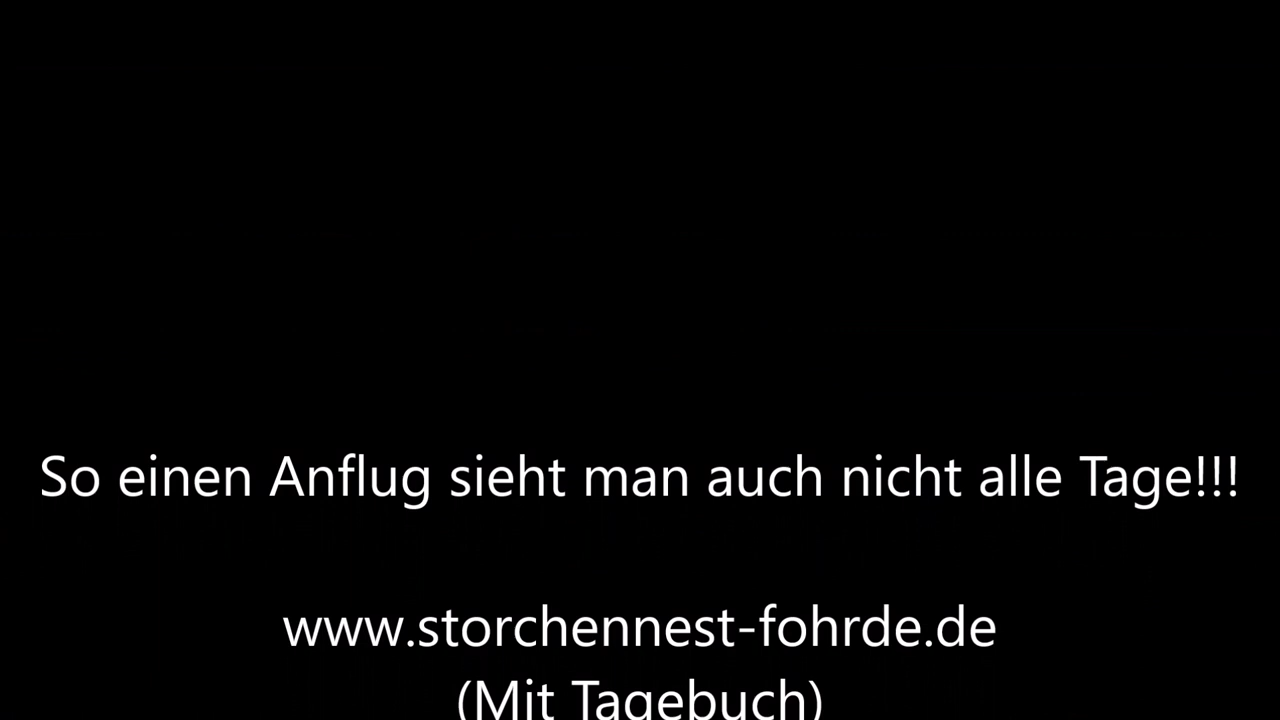 So einen Anflug sieht man auch nicht alle Tage!!!
www.storchennest-fohrde.de
(Mit Tagebuch)